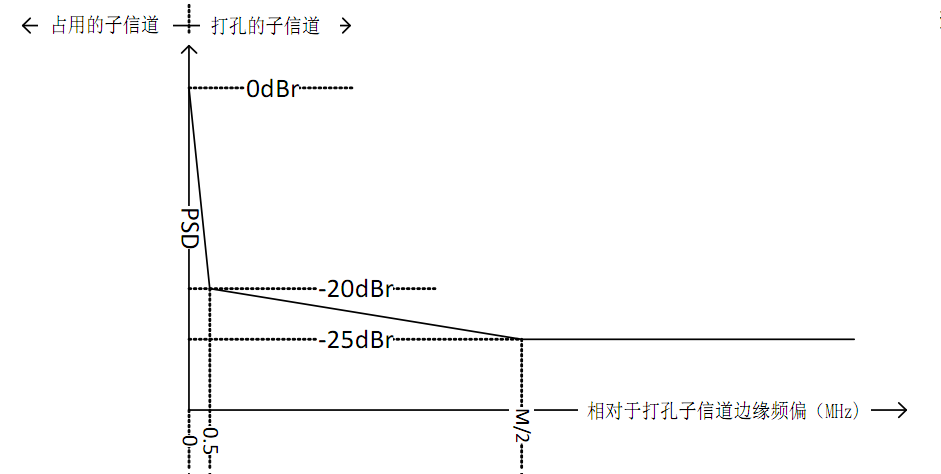 占用的子信道
打孔的子信道
0dBr
PSD
-20dBr
-25dBr
相对于打孔子信道边缘频偏（MHz）
0
0.5
M/2